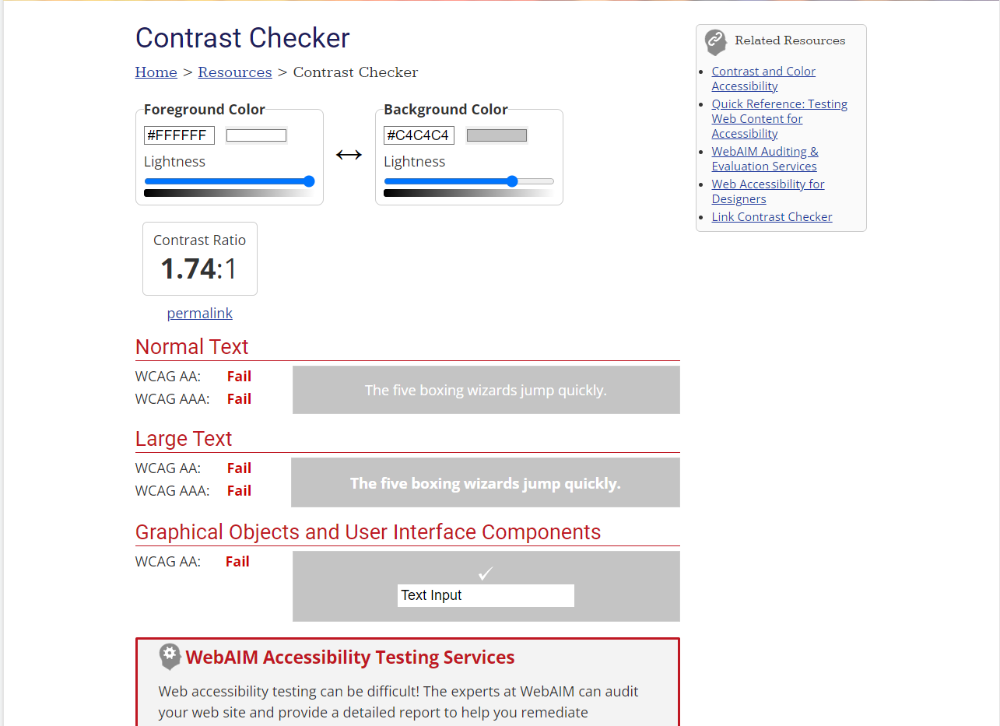 Contrast Checker
Home > Resources > Contrast Checker
Foreground Color
#FFFFFF
Lightness
Background Color
#C4C4C4
Lightness
Contrast Ratio
1.74:1
permalink
Normal Text
WCAG AA: Fail
WCAG AAA: Fail
The five boxing wizards jump quickly.
Large Text
WCAG AA: Fail
WCAG AAA: Fail
The five boxing wizards jump quickly.
Graphical Objects and User Interface Components
WCAG AA: Fail
✓
Text Input
WebAIM Accessibility Testing Services
Web accessibility testing can be difficult! The experts at WebAIM can audit
your web site and provide a detailed report to help you remediate
Related Resources
Contrast and Color
Accessibility
Quick Reference: Testing
Web Content for
Accessibility
WebAIM Auditing &
Evaluation Services
Web Accessibility for
Designers
Link Contrast Checker